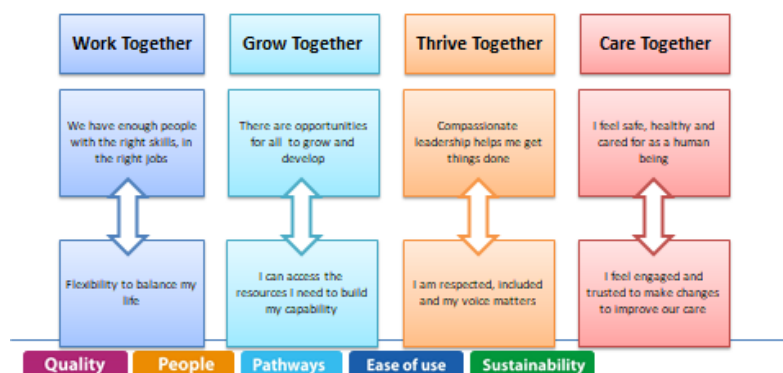 Work Together
Grow Together
Thrive Together
Care Together
We have enough people
with the right skills, in
the right jobs
There are opportunities
for all to grow and
develop
Compassionate
leadership helps me get
things done
I feel safe, healthy and
cared for as a human
being
Flexibility to balance my
life
I can access the
resources I need to build
my capability
I am respected, included
and my voice matters
I feel engaged and
trusted to make changes
to improve our care
Quality
People
Pathways
Ease of use
Sustainability